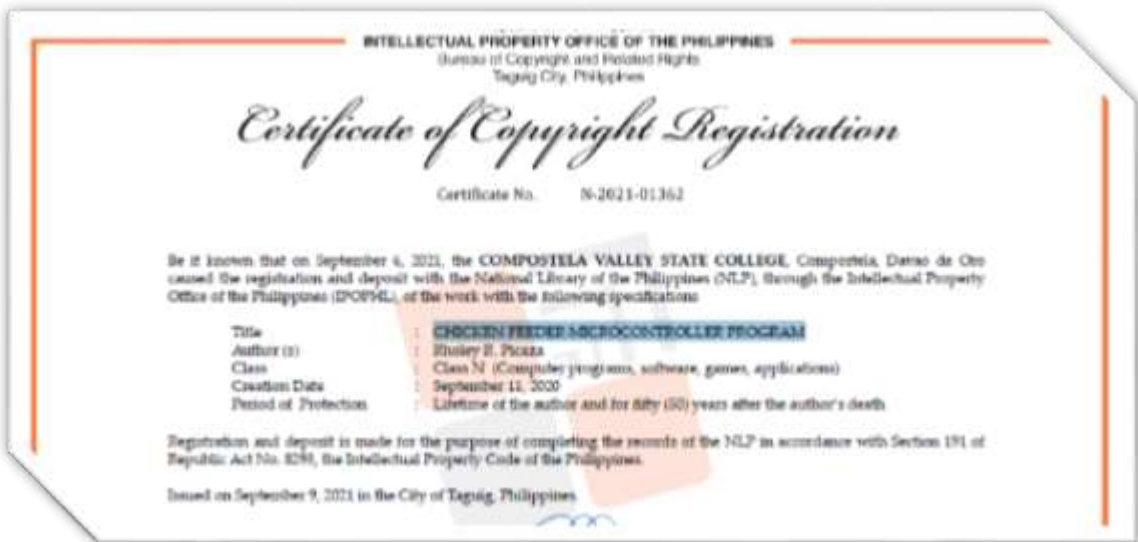 INTELLECTUAL PROPERTY OFFICE OF THE PHILIPPINES
Bureau of Copyright and Related Rights
Taguig City, Philippines
Certificate of Copyright Registration
Certificate No. N-2021-01362
Be it known that on September 6, 2021, the COMPOSTELA VALLEY STATE COLLEGE, Compostela, Davao de Oro
caused the registration and deposit with the National Library of the Philippines (NLP), through the Intellectual Property
Office of the Philippines (IPOPHL), of the work with the following specifications
Title : CHICKEN FEEDER MICROCONTROLLER PROGRAM
Author (s) :
Class : Class N (Computer programs, software, games, applications)
Creation Date : September 11, 2020
Period of Protection : Lifetime of the author and for fifty (50) years after the author's death
Registration and deposit is made for the purpose of completing the records of the NLP in accordance with Section 191 of
Republic Act No. 8293, the Intellectual Property Code of the Philippines.
Issued on September 9, 2021 in the City of Taguig, Philippines